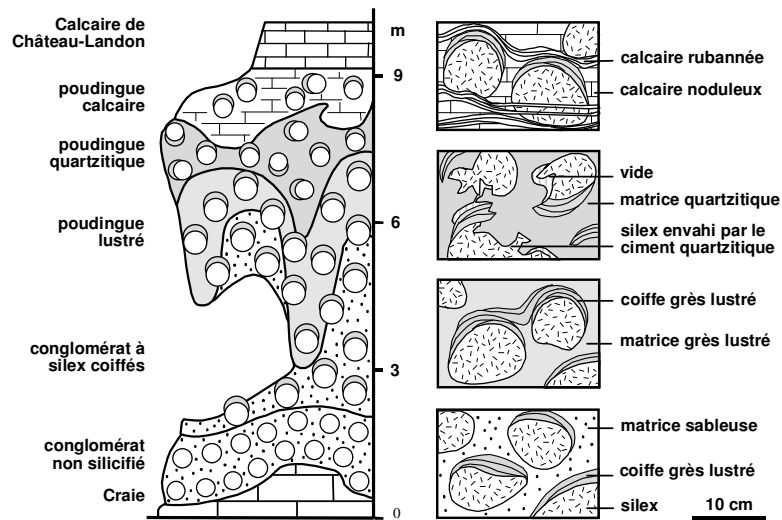 Calcaire de
Château-Landon
poudingue
calcaire
poudingue
quartzitique
poudingue
lustré
conglomérat à
silex coiffés
conglomérat
non silicifié
Craie
m
9
6
3
0
calcaire rubannée
calcaire noduleux
vide
matrice quartzitique
silex envahi par le
ciment quartzitique
coiffe grès lustré
matrice grès lustré
matrice sableuse
coiffe grès lustré
silex
10 cm